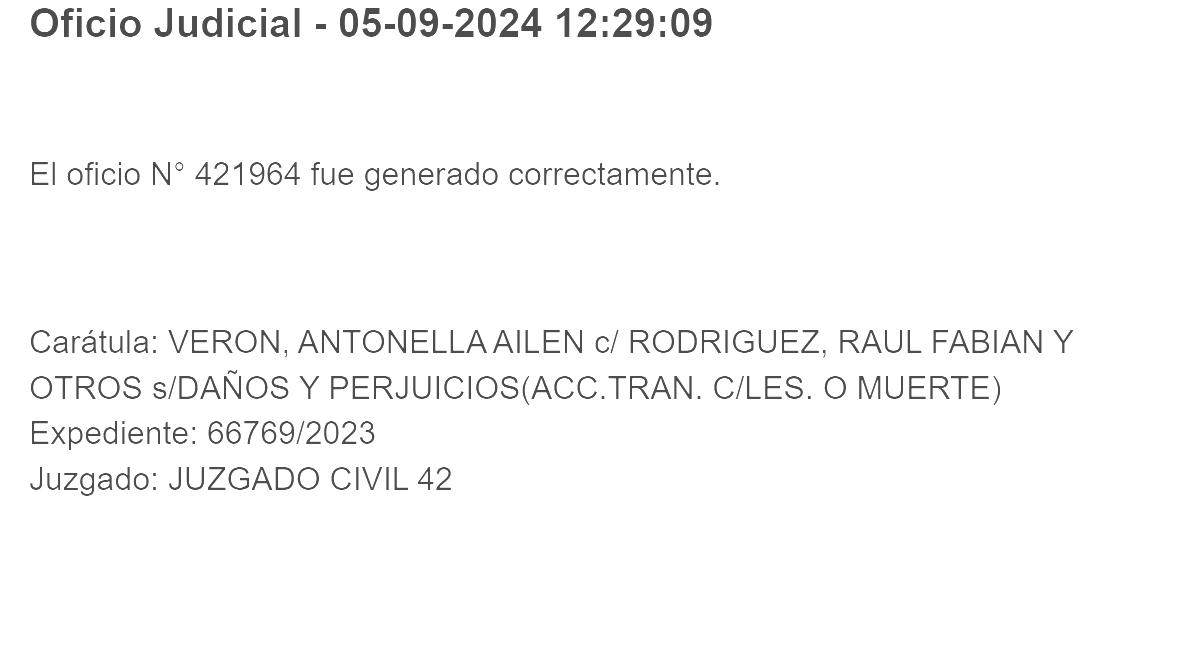 Oficio Judicial - 05-09-2024 12:29:09
El oficio N° 421964 fue generado correctamente.
Carátula: VERON, ANTONELLA AILEN c/ RODRIGUEZ, RAUL FABIAN Y
OTROS s/DAÑOS Y PERJUICIOS(ACC.TRAN. C/LES. O MUERTE)
Expediente: 66769/2023
Juzgado: JUZGADO CIVIL 42